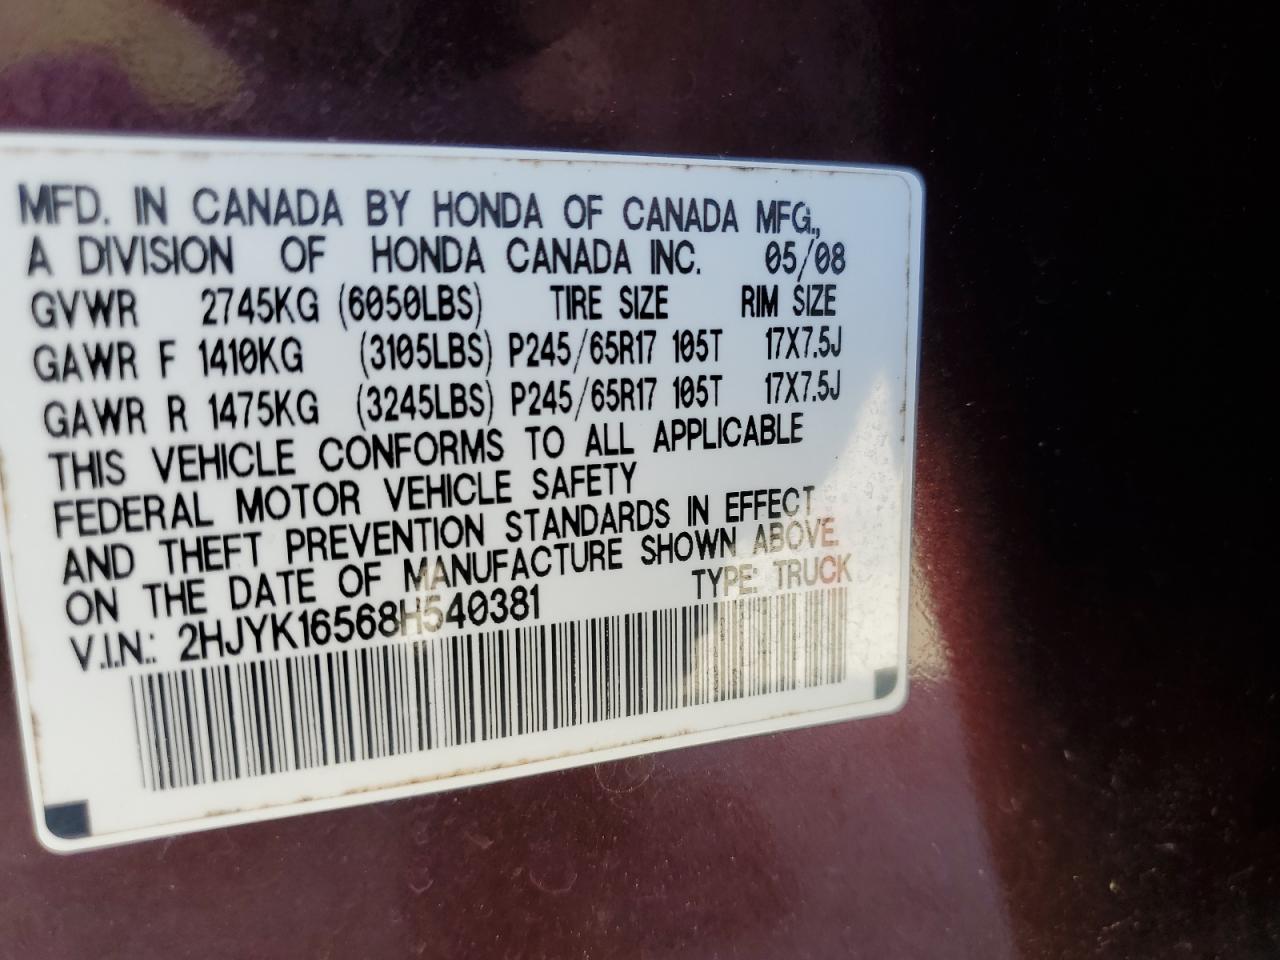 MFD. IN CANADA BY HONDA OF CANADA MFG.,
A DIVISION OF HONDA CANADA INC. 05/08
GVWR 2745KG (6050LBS) TIRE SIZE RIM SIZE
GAWR F 1410KG (3105LBS) P245/65R17 105T 17X7.5J
GAWR R 1475KG (3245LBS) P245/65R17 105T 17X7.5J
THIS VEHICLE CONFORMS TO ALL APPLICABLE
FEDERAL MOTOR VEHICLE SAFETY
AND THEFT PREVENTION STANDARDS IN EFFECT
ON THE DATE OF MANUFACTURE SHOWN ABOVE.
V.I.N.: 2HJYK16568H540381 TYPE: TRUCK